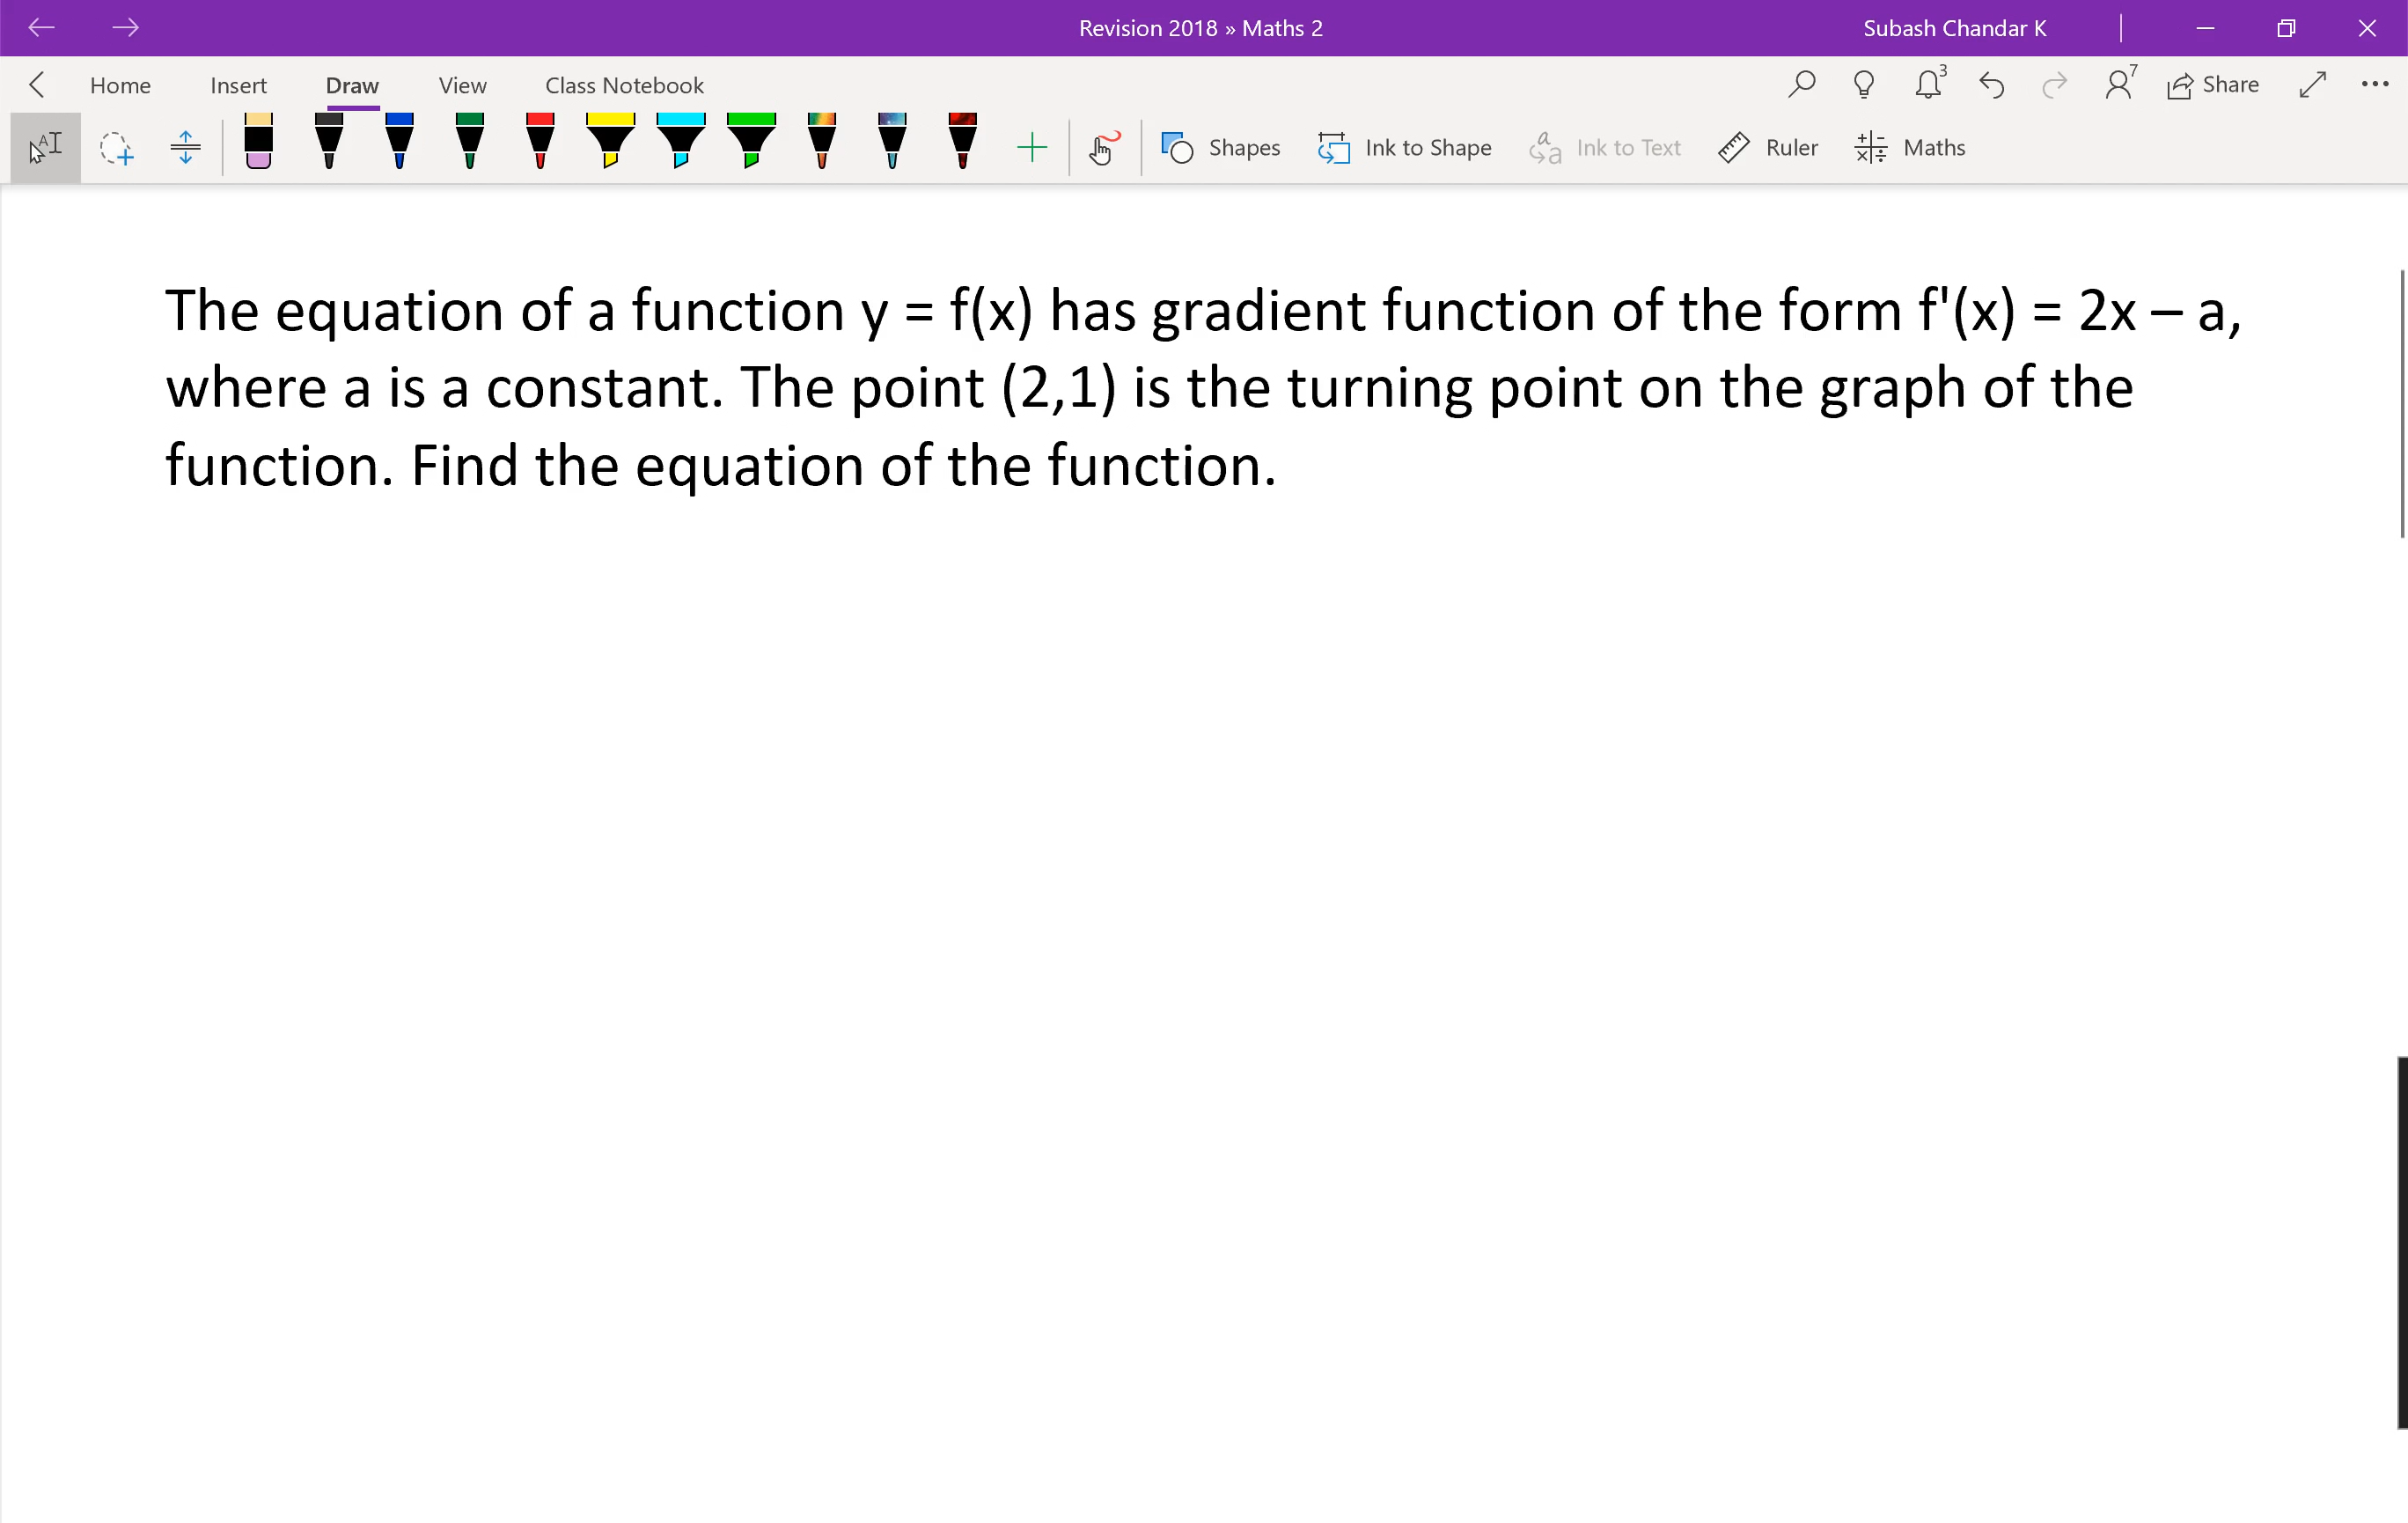 Revision 2018 » Maths 2
Subash Chandar K
Home Insert Draw View Class Notebook
3
7
Share
Shapes Ink to Shape Ink to Text Ruler Maths
The equation of a function y = f(x) has gradient function of the form f'(x) = 2x – a,
where a is a constant. The point (2,1) is the turning point on the graph of the
function. Find the equation of the function.